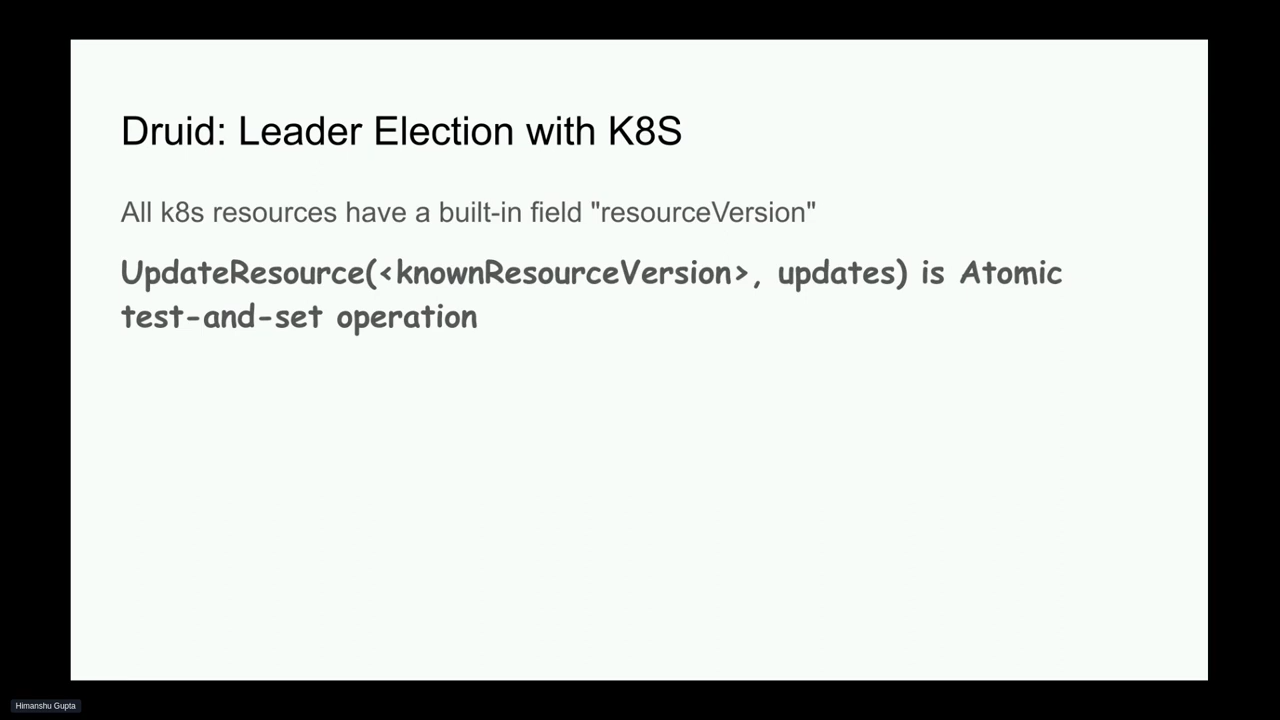 Druid: Leader Election with K8S
All k8s resources have a built-in field "resourceVersion"
UpdateResource(<knownResourceVersion>, updates) is Atomic
test-and-set operation
Himanshu Gupta